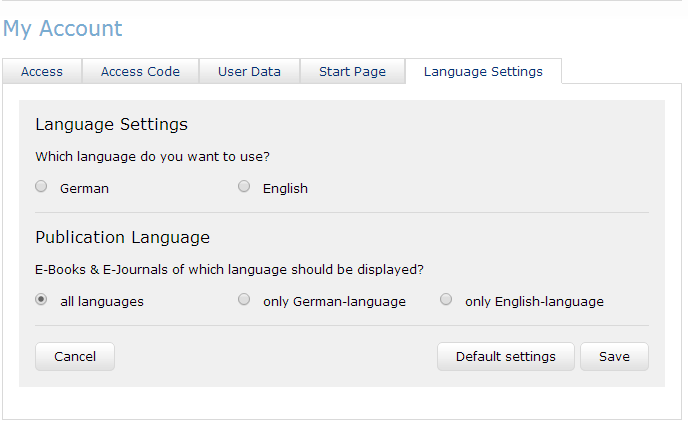 My Account
Access Access Code User Data Start Page Language Settings
Language Settings
Which language do you want to use?
German English
Publication Language
E-Books & E-Journals of which language should be displayed?
all languages only German-language only English-language
Cancel Default settings Save